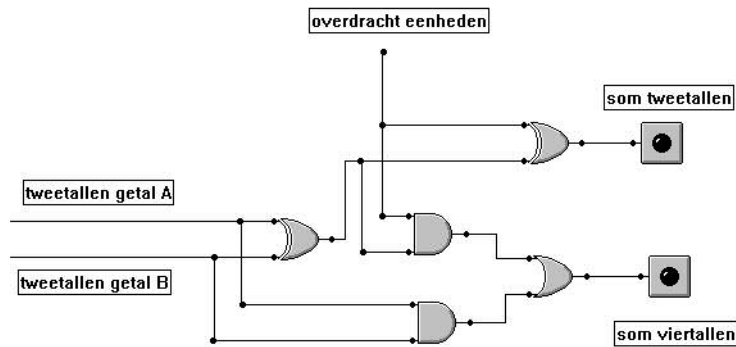 overdracht eenheden
som tweetallen
tweetallen getal A
tweetallen getal B
som viertallen